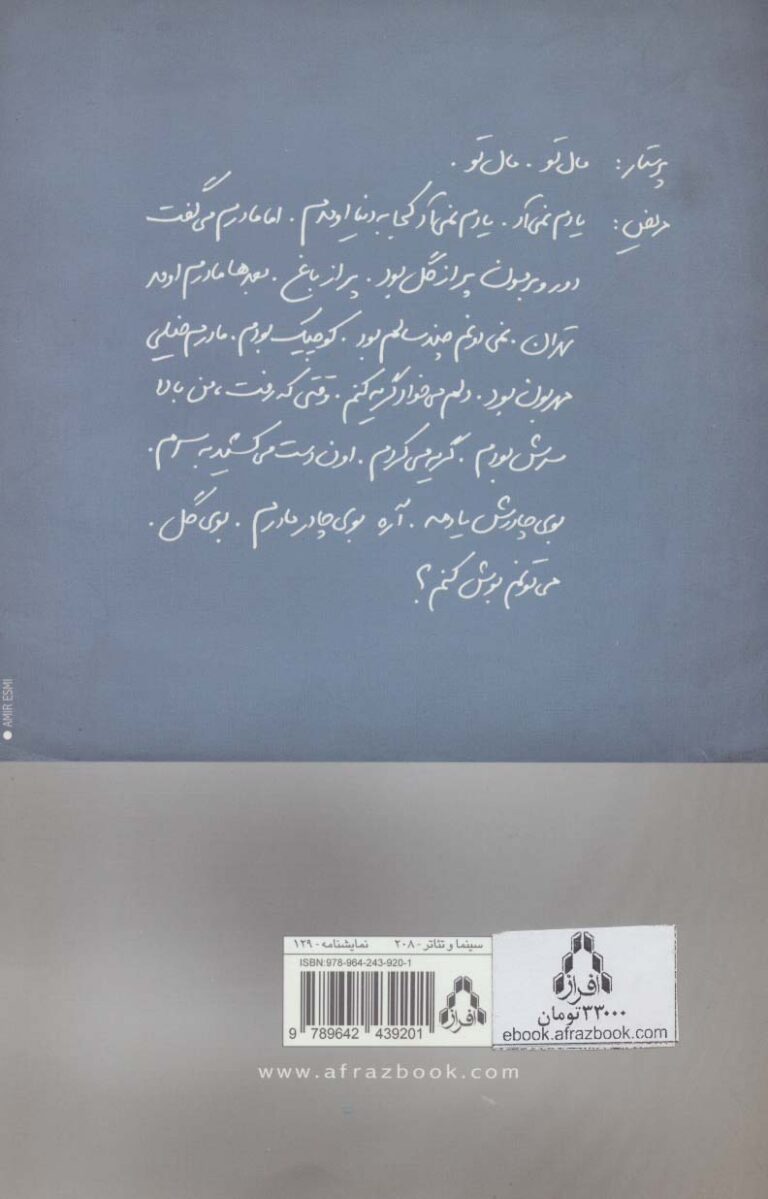 پرستار: مال تو. مال تو.
مریض: یادم نمی‌آد. یادم نمی‌آد کجا به دنیا اومدم. اما مادرم می‌گفت
دور و برمون پر از گل بود. پر از باغ. بعدها مادرم اومد
تهران. نمی‌دونم چند سالم بود. کوچیک بودم. مادرم خیلی
مهربون بود. دلم می‌خواد گریه کنم. وقتی که رفت، من بالا
سرش بودم. گریه می‌کردم. اون دست می‌کشید به سرم.
بوی چادرش یادمه. آره بوی چادر مادرم. بوی گل.
می‌تونم بوش کنم؟
AMIR ESMI
سینما و تئاتر - ۲۰۸ نمایشنامه - ۱۲۹
ISBN:978-964-243-920-1
9 789642 439201
افراز
افراز
۳۳۰۰۰ تومان
ebook.afrazbook.com
www.afrazbook.com